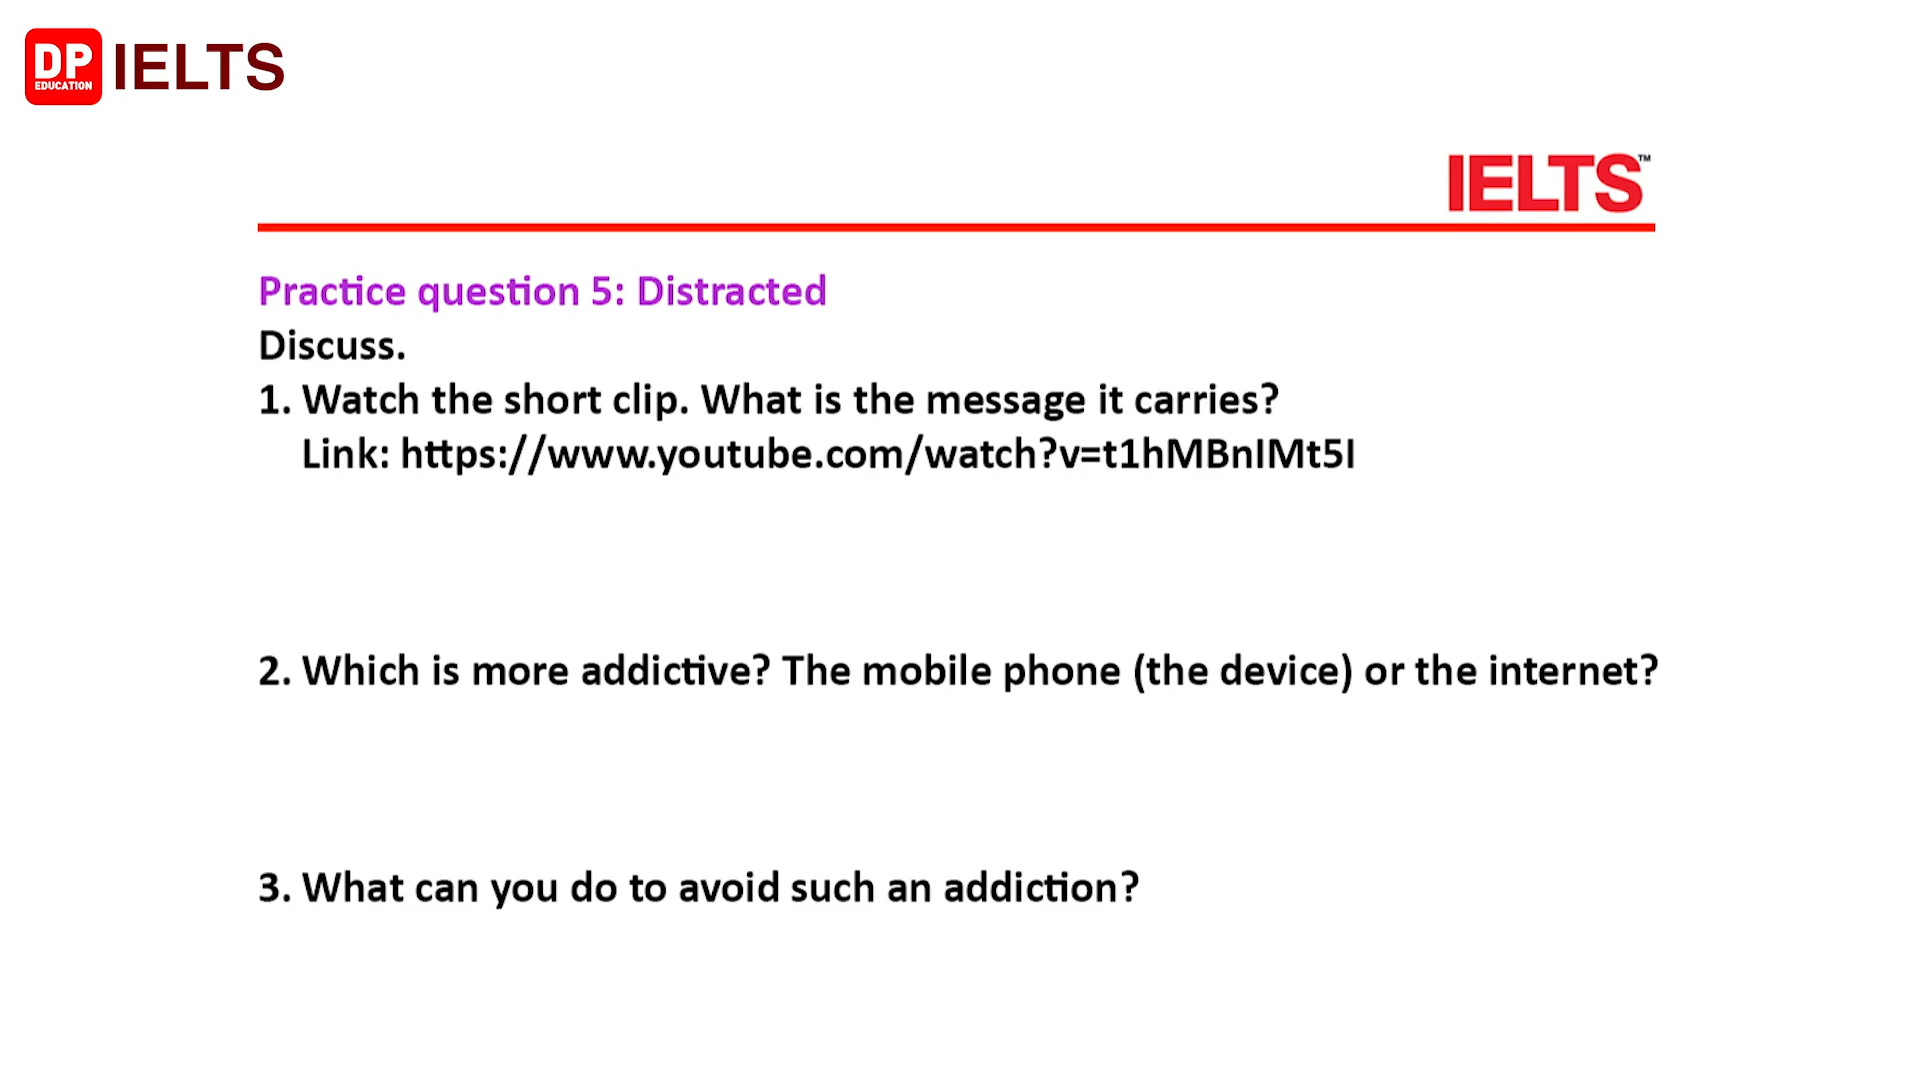 DP
EDUCATION
IELTS
IELTS™
Practice question 5: Distracted
Discuss.
1. Watch the short clip. What is the message it carries?
Link: https://www.youtube.com/watch?v=t1hMBnIMt5I
2. Which is more addictive? The mobile phone (the device) or the internet?
3. What can you do to avoid such an addiction?